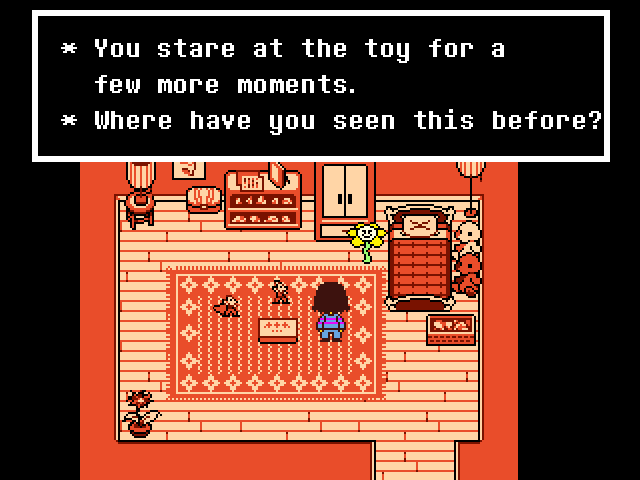 * You stare at the toy for a
few more moments.
* Where have you seen this before?